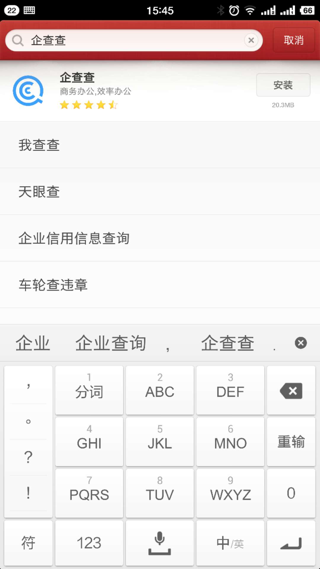 22 15:45 66
企查查 取消
企查查
商务办公,效率办公
安装
20.3MB
我查查
天眼查
企业信用信息查询
车轮查违章
企业 企业查询 , 企查查 .
, 1 分词 2 ABC 3 DEF
。 4 GHI 5 JKL 6 MNO 重输
?
! 7 PQRS 8 TUV 9 WXYZ 0
符 123 中/英